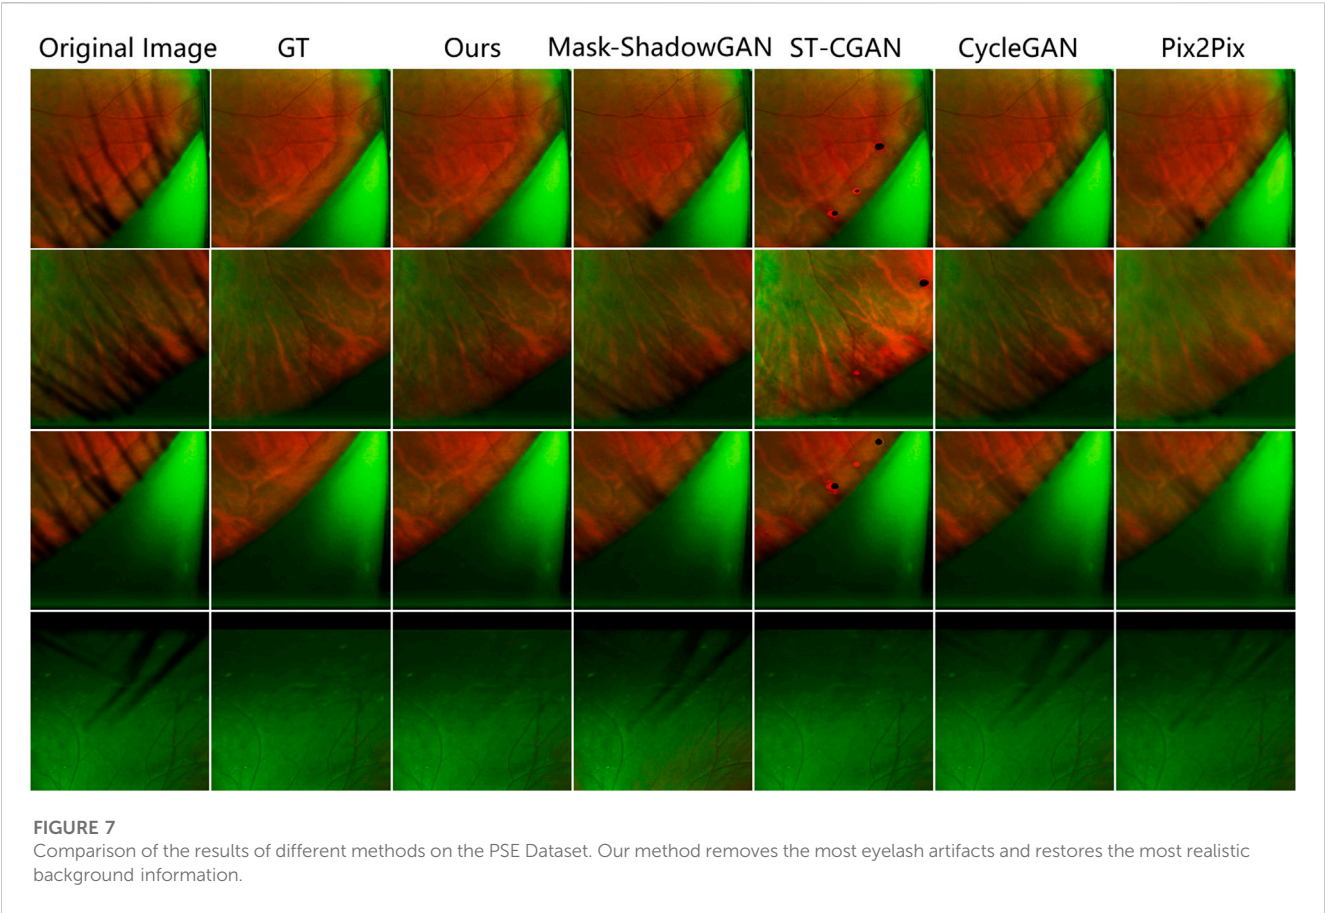 Original Image GT Ours Mask-ShadowGAN ST-CGAN CycleGAN Pix2Pix
FIGURE 7
Comparison of the results of different methods on the PSE Dataset. Our method removes the most eyelash artifacts and restores the most realistic
background information.